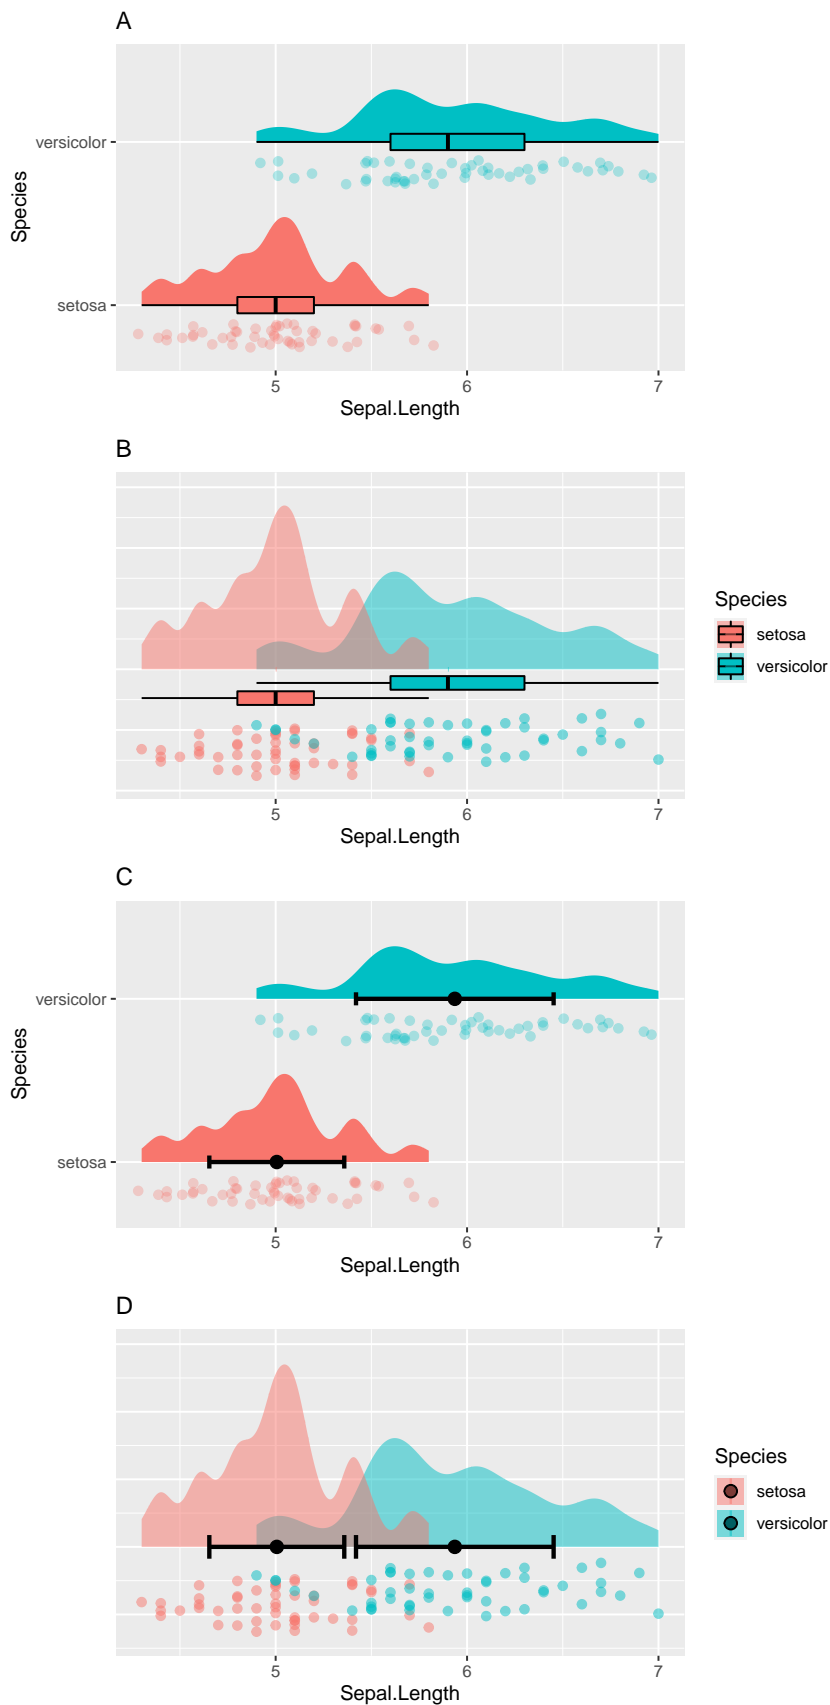 A
Species
versicolor
setosa
5 6 7
Sepal.Length
B
5 6 7
Sepal.Length
Species
setosa
versicolor
C
Species
versicolor
setosa
5 6 7
Sepal.Length
D
5 6 7
Sepal.Length
Species
setosa
versicolor